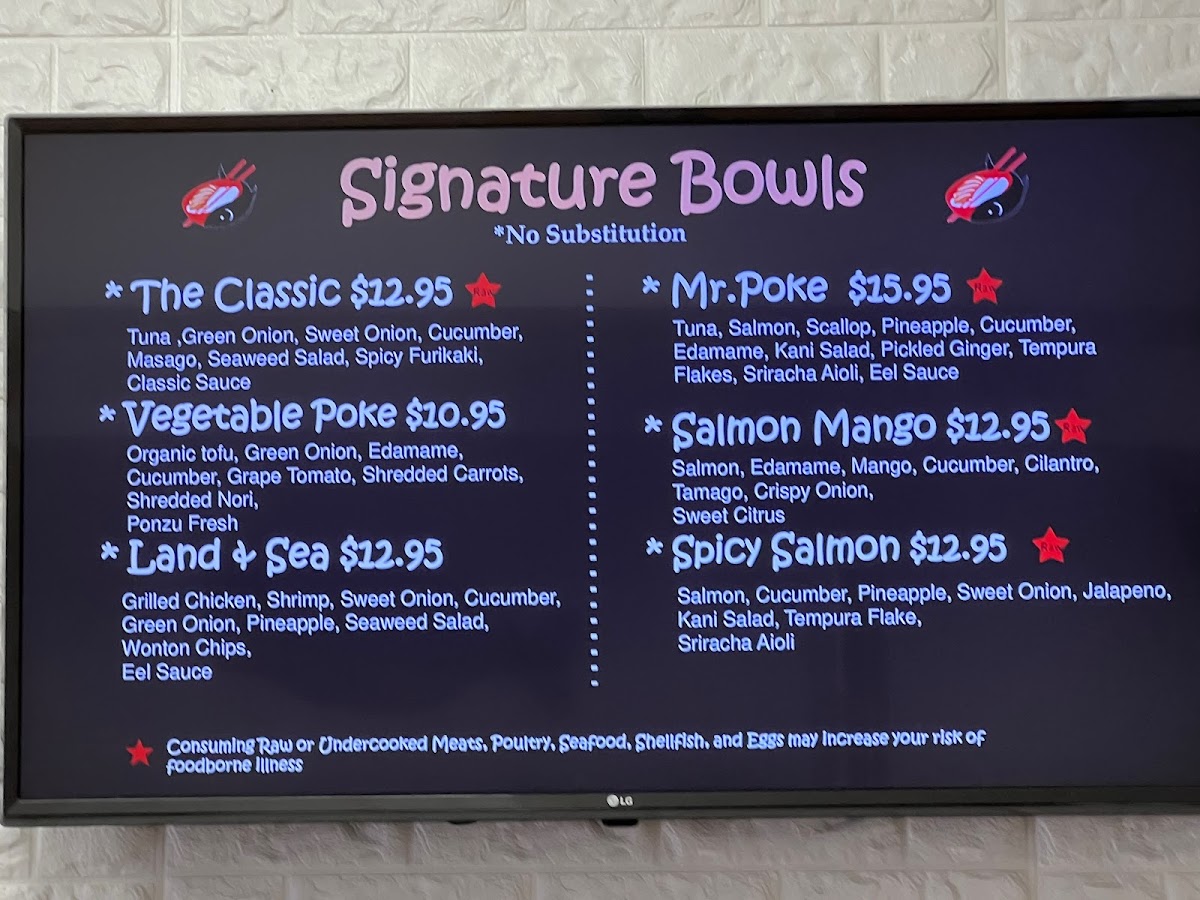 Signature Bowls
*No Substitution
* The Classic $12.95 Raw
Tuna ,Green Onion, Sweet Onion, Cucumber,
Masago, Seaweed Salad, Spicy Furikaki,
Classic Sauce
* Vegetable Poke $10.95
Organic tofu, Green Onion, Edamame,
Cucumber, Grape Tomato, Shredded Carrots,
Shredded Nori,
Ponzu Fresh
* Land & Sea $12.95
Grilled Chicken, Shrimp, Sweet Onion, Cucumber,
Green Onion, Pineapple, Seaweed Salad,
Wonton Chips,
Eel Sauce
* Mr.Poke $15.95 Raw
Tuna, Salmon, Scallop, Pineapple, Cucumber,
Edamame, Kani Salad, Pickled Ginger, Tempura
Flakes, Sriracha Aioli, Eel Sauce
* Salmon Mango $12.95 Raw
Salmon, Edamame, Mango, Cucumber, Cilantro,
Tamago, Crispy Onion,
Sweet Citrus
* Spicy Salmon $12.95 Raw
Salmon, Cucumber, Pineapple, Sweet Onion, Jalapeno,
Kani Salad, Tempura Flake,
Sriracha Aioli
Consuming Raw or Undercooked Meats, Poultry, Seafood, Shellfish, and Eggs may increase your risk of
foodborne illness
LG